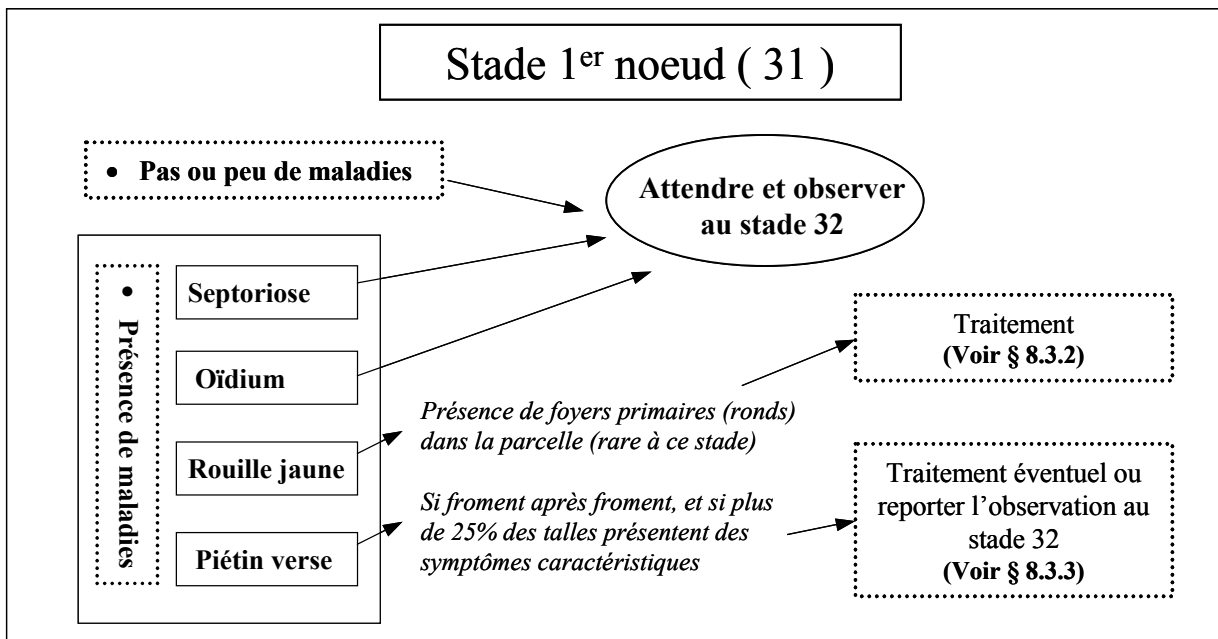 Stade 1er noeud ( 31 )
• Pas ou peu de maladies
Attendre et observer
au stade 32
• Présence de maladies
Septoriose
Oïdium
Rouille jaune
Piétin verse
Présence de foyers primaires (ronds)
dans la parcelle (rare à ce stade)
Si froment après froment, et si plus
de 25% des talles présentent des
symptômes caractéristiques
Traitement
(Voir § 8.3.2)
Traitement éventuel ou
reporter l’observation au
stade 32
(Voir § 8.3.3)